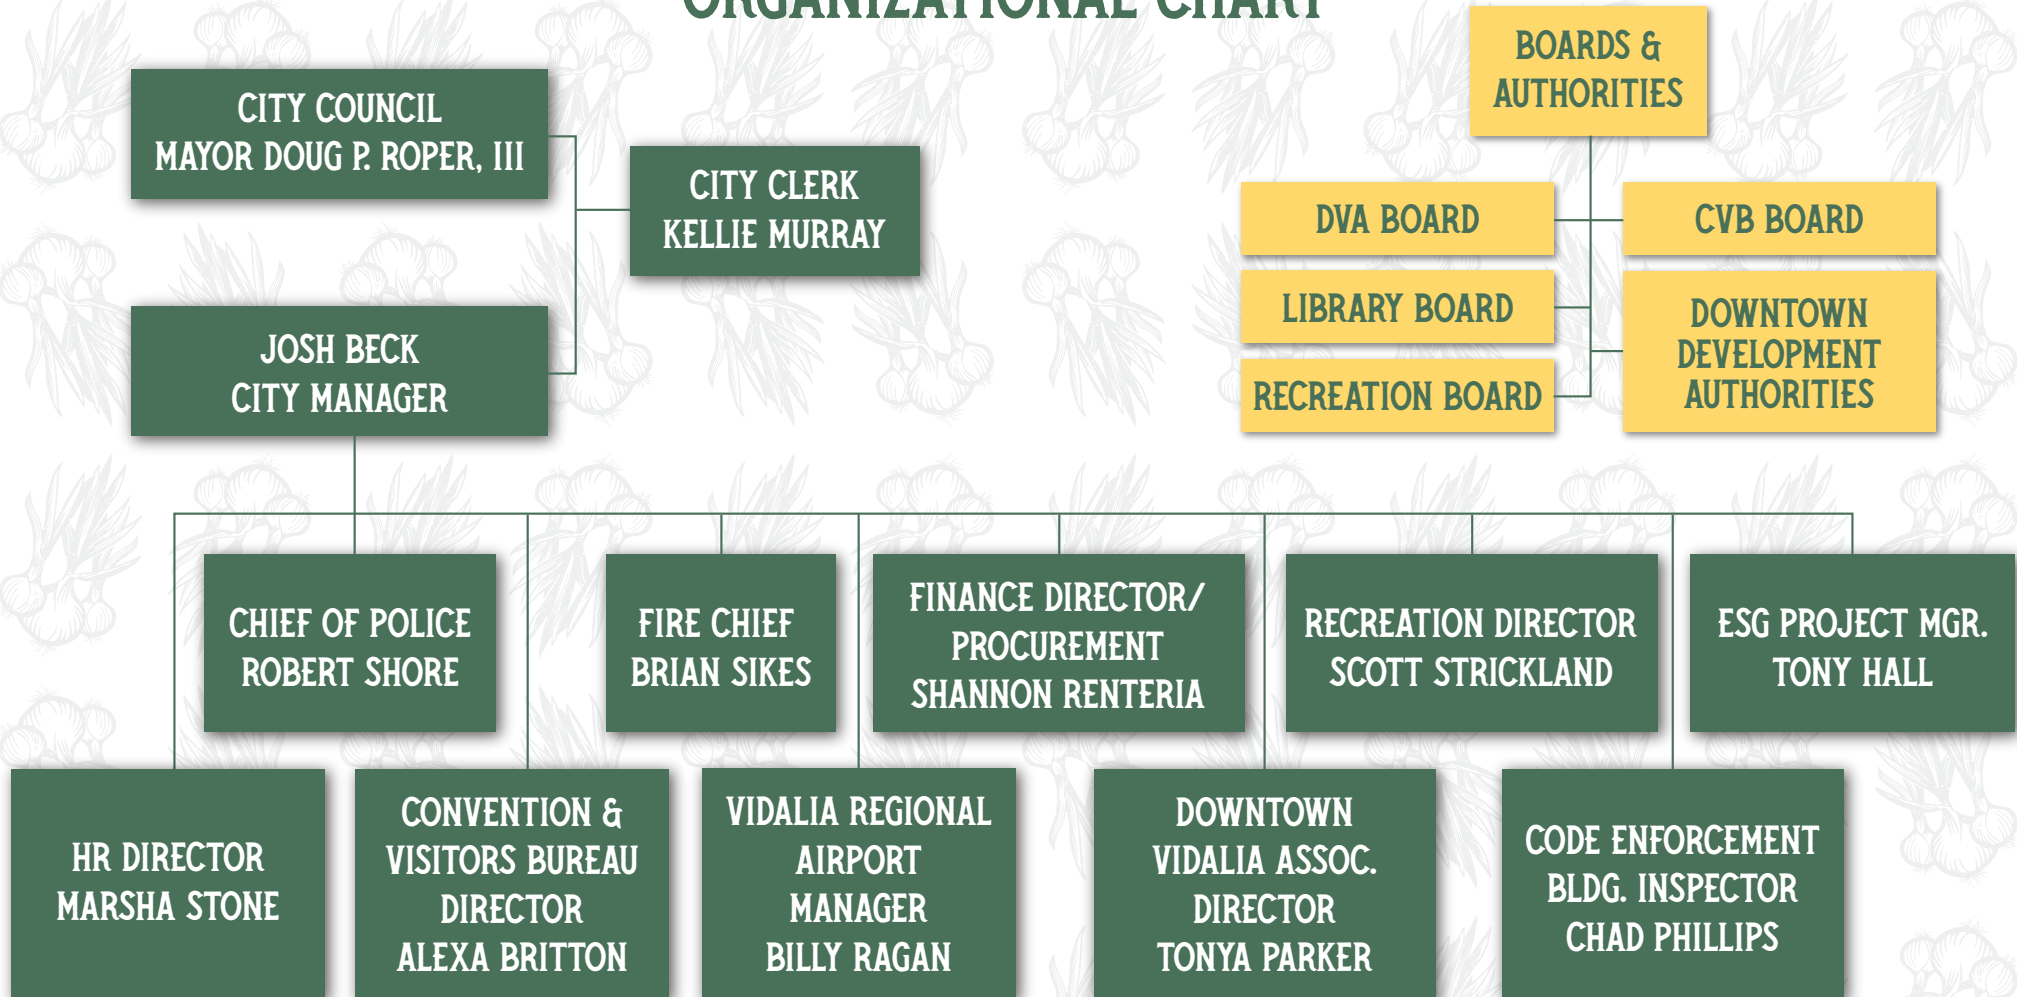 ORGANIZATIONAL CHART
BOARDS &
AUTHORITIES
CITY COUNCIL
MAYOR DOUG P. ROPER, III
CITY CLERK
KELLIE MURRAY
DVA BOARD
CVB BOARD
LIBRARY BOARD
DOWNTOWN
DEVELOPMENT
AUTHORITIES
RECREATION BOARD
JOSH BECK
CITY MANAGER
CHIEF OF POLICE
ROBERT SHORE
FIRE CHIEF
BRIAN SIKES
FINANCE DIRECTOR/
PROCUREMENT
SHANNON RENTERIA
RECREATION DIRECTOR
SCOTT STRICKLAND
ESG PROJECT MGR.
TONY HALL
HR DIRECTOR
MARSHA STONE
CONVENTION &
VISITORS BUREAU
DIRECTOR
ALEXA BRITTON
VIDALIA REGIONAL
AIRPORT
MANAGER
BILLY RAGAN
DOWNTOWN
VIDALIA ASSOC.
DIRECTOR
TONYA PARKER
CODE ENFORCEMENT
BLDG. INSPECTOR
CHAD PHILLIPS